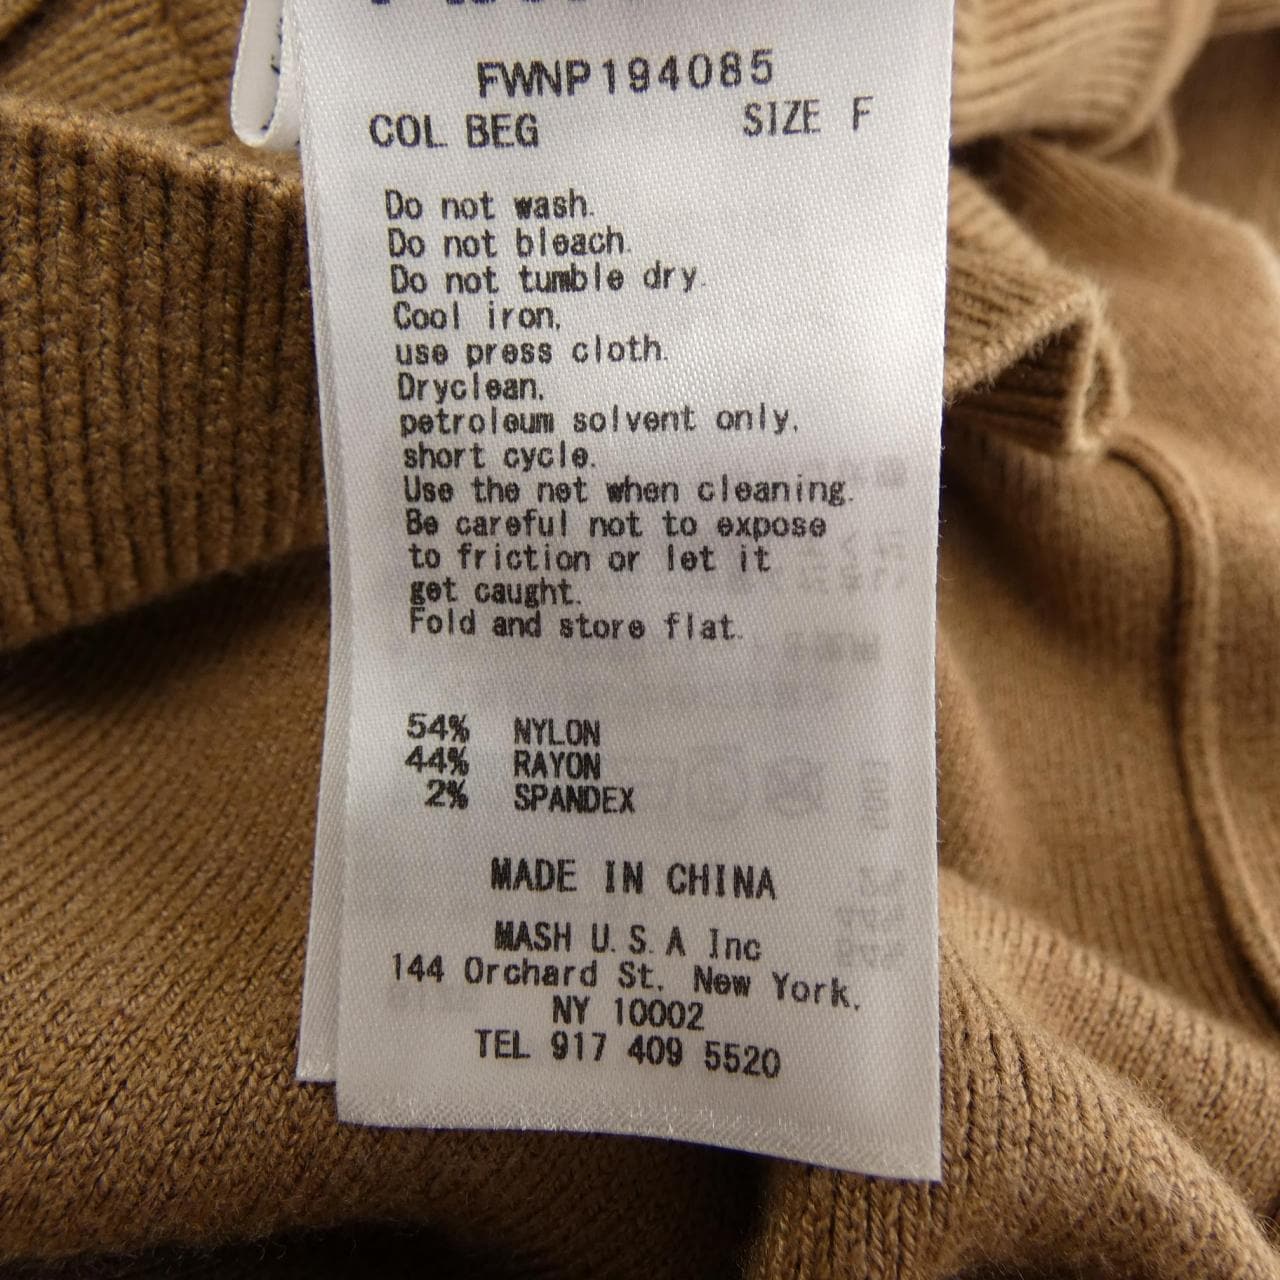 FWNP194085
COL BEG SIZE F
Do not wash.
Do not bleach.
Do not tumble dry.
Cool iron,
use press cloth.
Dryclean,
petroleum solvent only,
short cycle.
Use the net when cleaning.
Be careful not to expose
to friction or let it
get caught.
Fold and store flat.
54% NYLON
44% RAYON
2% SPANDEX
MADE IN CHINA
MASH U.S.A Inc
144 Orchard St. New York,
NY 10002
TEL 917 409 5520